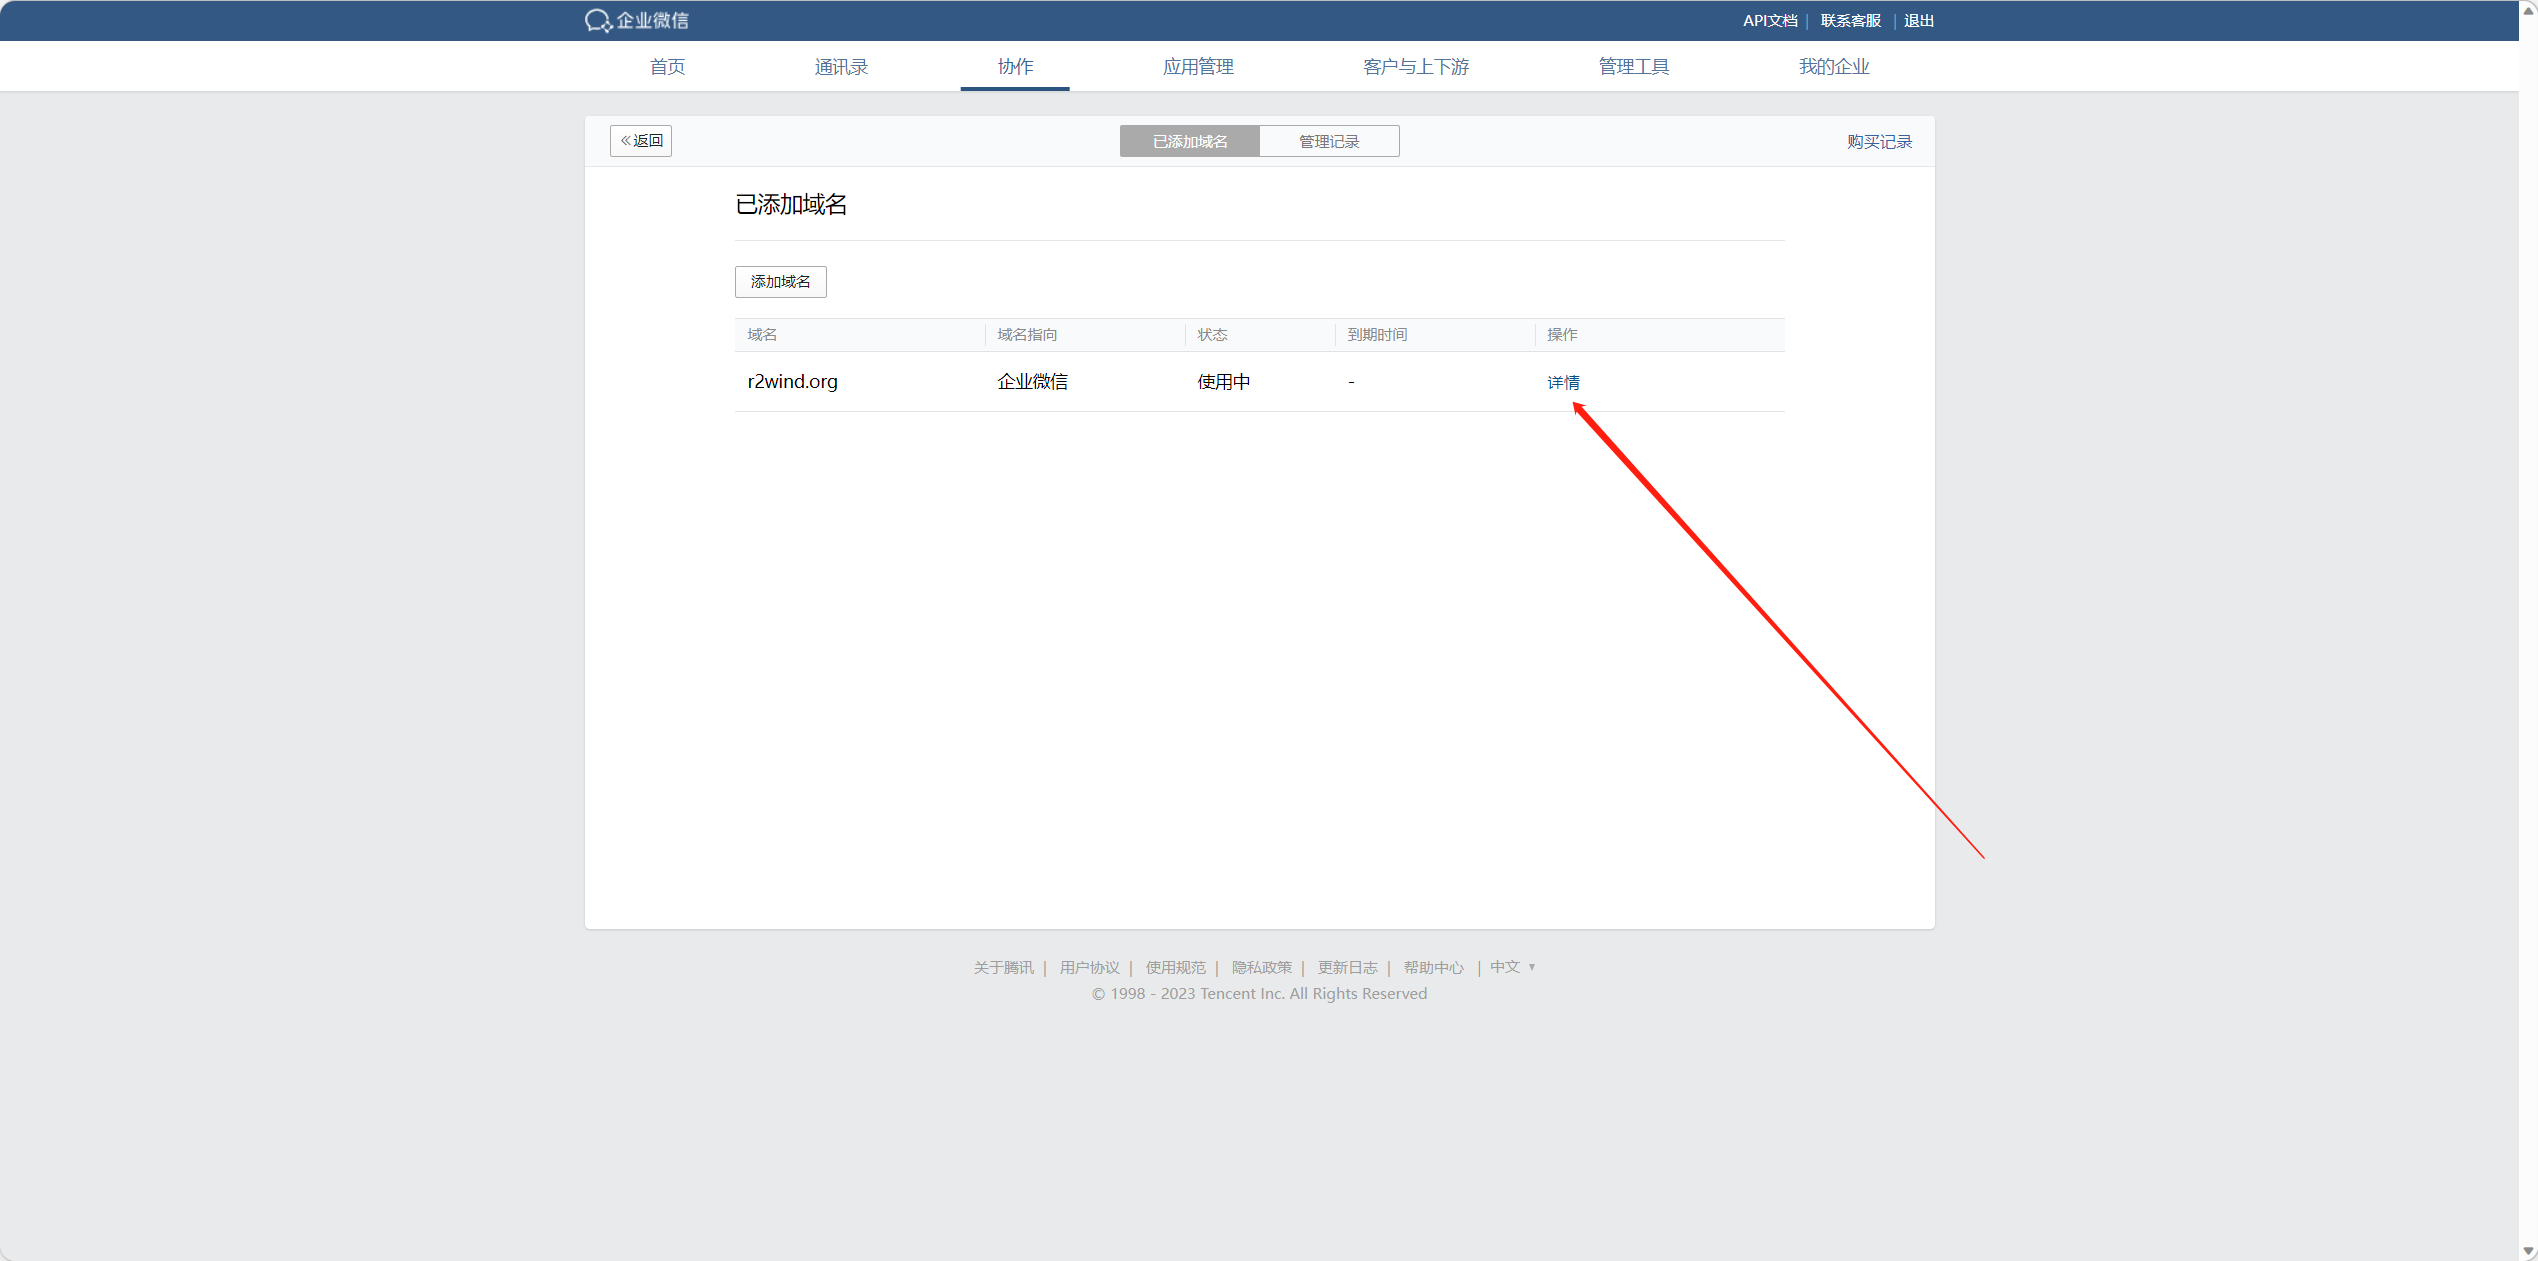 企业微信
API文档 | 联系客服 | 退出
首页 通讯录 协作 应用管理 客户与上下游 管理工具 我的企业
«返回 已添加域名 管理记录 购买记录
已添加域名
添加域名
域名 域名指向 状态 到期时间 操作
r2wind.org 企业微信 使用中 - 详情
关于腾讯 | 用户协议 | 使用规范 | 隐私政策 | 更新日志 | 帮助中心 | 中文 ▼
© 1998 - 2023 Tencent Inc. All Rights Reserved